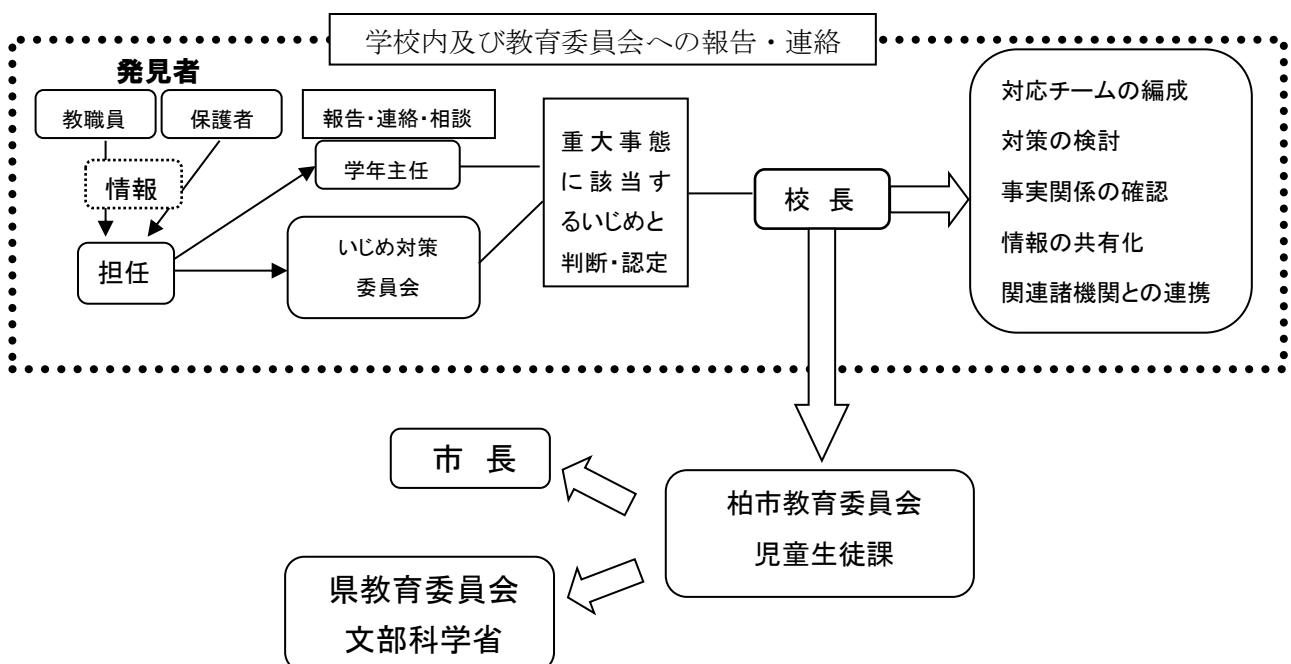 学校内及び教育委員会への報告・連絡
発見者
教職員
保護者
情報
担任
報告・連絡・相談
学年主任
いじめ対策
委員会
重大事態
に該当す
るいじめと
判断・認定
校 長
対応チームの編成
対策の検討
事実関係の確認
情報の共有化
関連諸機関との連携
市 長
柏市教育委員会
児童生徒課
県教育委員会
文部科学省